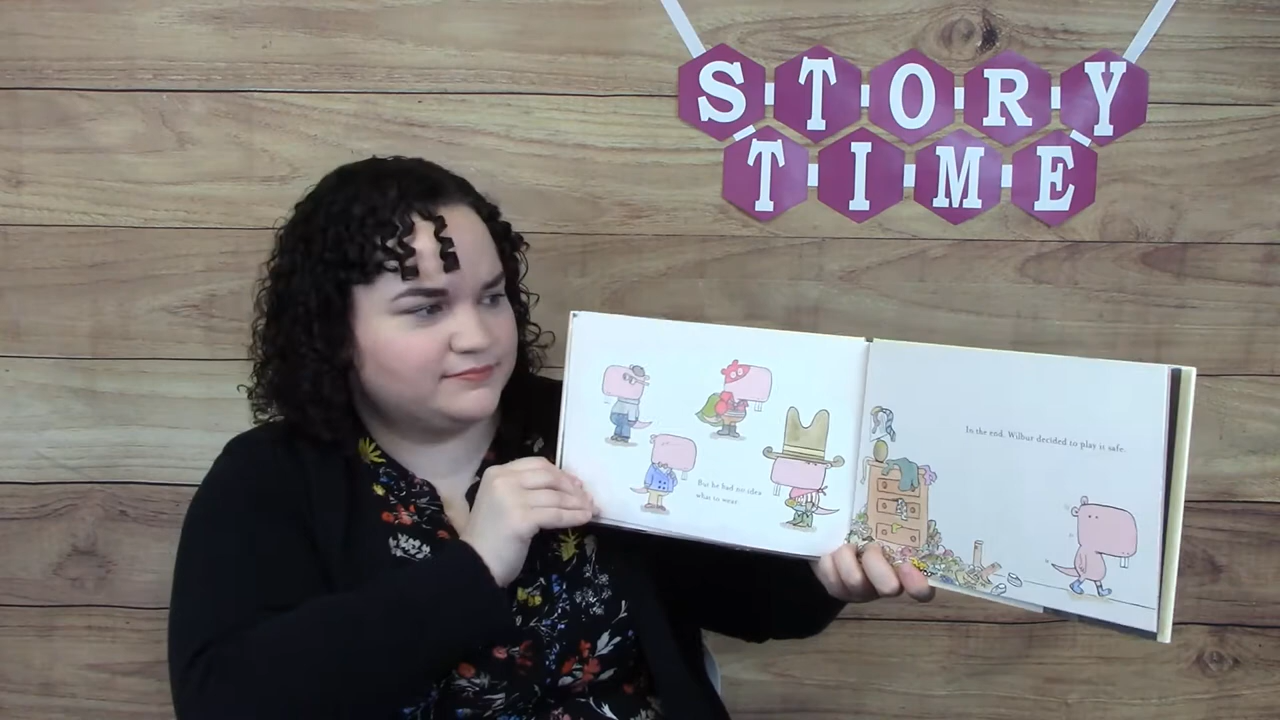 STORY
TIME
But he had no idea
what to wear.
In the end, Wilbur decided to play it safe.